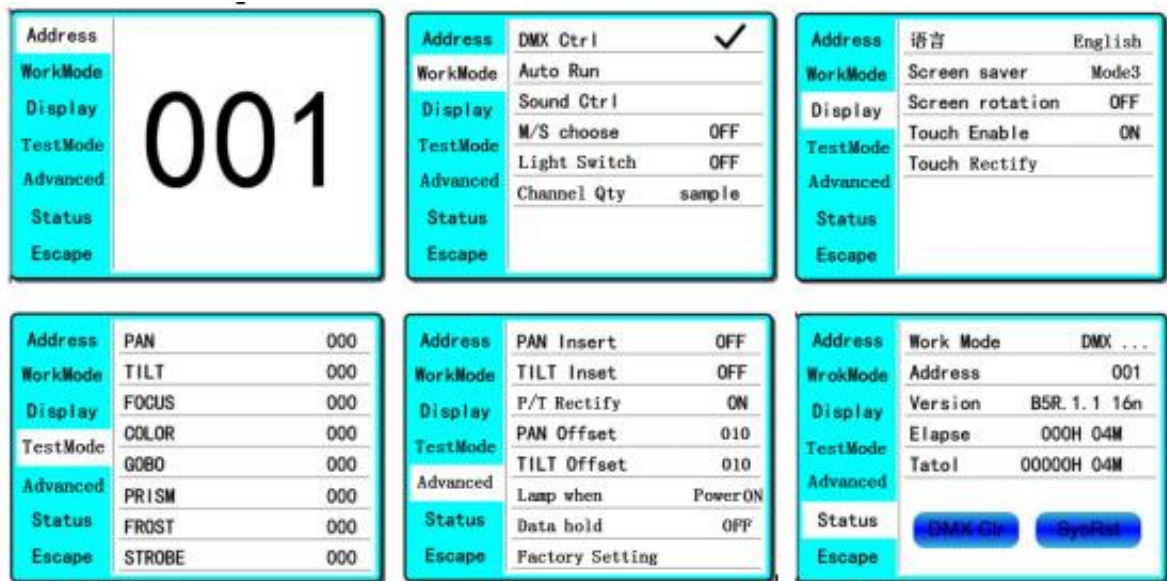 Address
WorkMode
Display
TestMode
Advanced
Status
Escape
001
Address
WorkMode
Display
TestMode
Advanced
Status
Escape
DMX Ctrl ✓
Auto Run
Sound Ctrl
M/S choose OFF
Light Switch OFF
Channel Qty sample
Address
WorkMode
Display
TestMode
Advanced
Status
Escape
语言 English
Screen saver Mode3
Screen rotation OFF
Touch Enable ON
Touch Rectify
Address
WorkMode
Display
TestMode
Advanced
Status
Escape
PAN 000
TILT 000
FOCUS 000
COLOR 000
GOBO 000
PRISM 000
FROST 000
STROBE 000
Address
WorkMode
Display
TestMode
Advanced
Status
Escape
PAN Insert OFF
TILT Inset OFF
P/T Rectify ON
PAN Offset 010
TILT Offset 010
Lamp when PowerON
Data hold OFF
Factory Setting
Address
WrokMode
Display
TestMode
Advanced
Status
Escape
Work Mode DMX ...
Address 001
Version B5R.1.1 16n
Elapse 000H 04M
Tatol 00000H 04M
DMX Clr SysRst